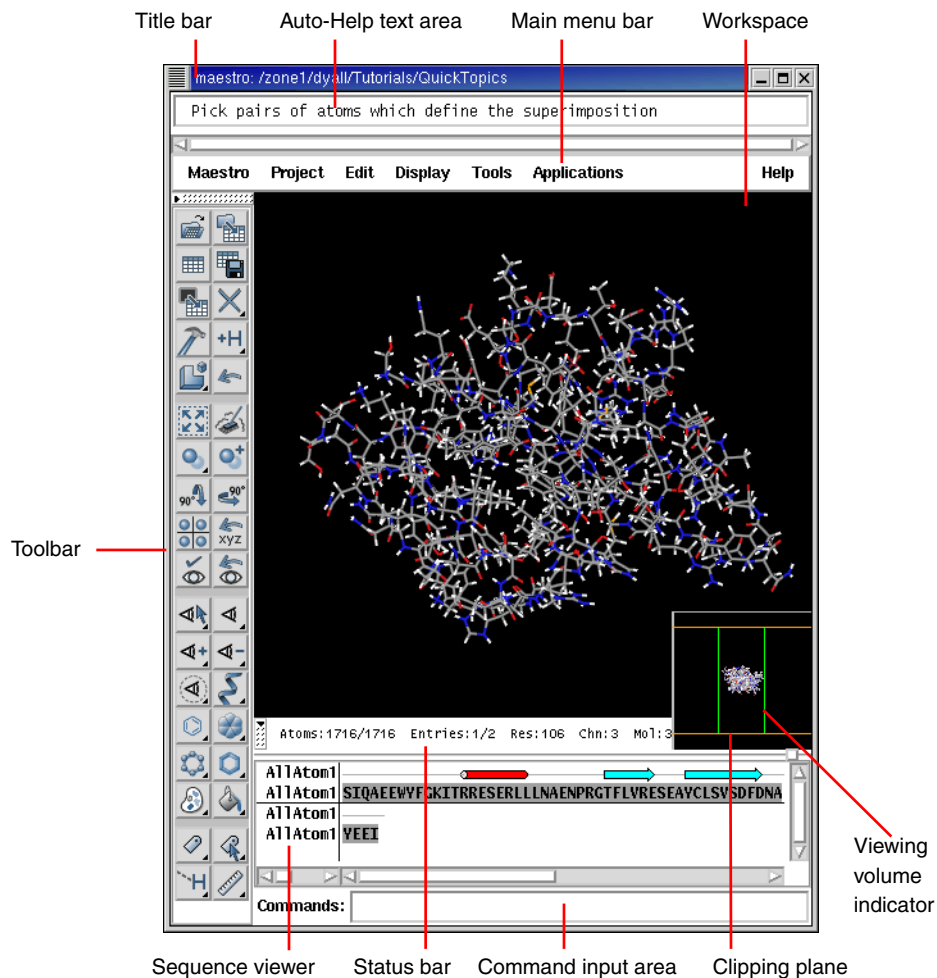 Title bar
Auto-Help text area
Main menu bar
Workspace
maestro: /zone1/dyall/Tutorials/QuickTopics
Pick pairs of atoms which define the superimposition
Maestro Project Edit Display Tools Applications Help
+H
90° 90°
xyz
Toolbar
+ −
Atoms:1716/1716 Entries:1/2 Res:106 Chn:3 Mol:3
AllAtom1
AllAtom1 SIQAEEWYFGKITRRESERLLLNAENPRGTFLVRESEAYCLSVSDFDNA
AllAtom1
AllAtom1 YEEI
H
Commands:
Viewing
volume
indicator
Sequence viewer
Status bar
Command input area
Clipping plane